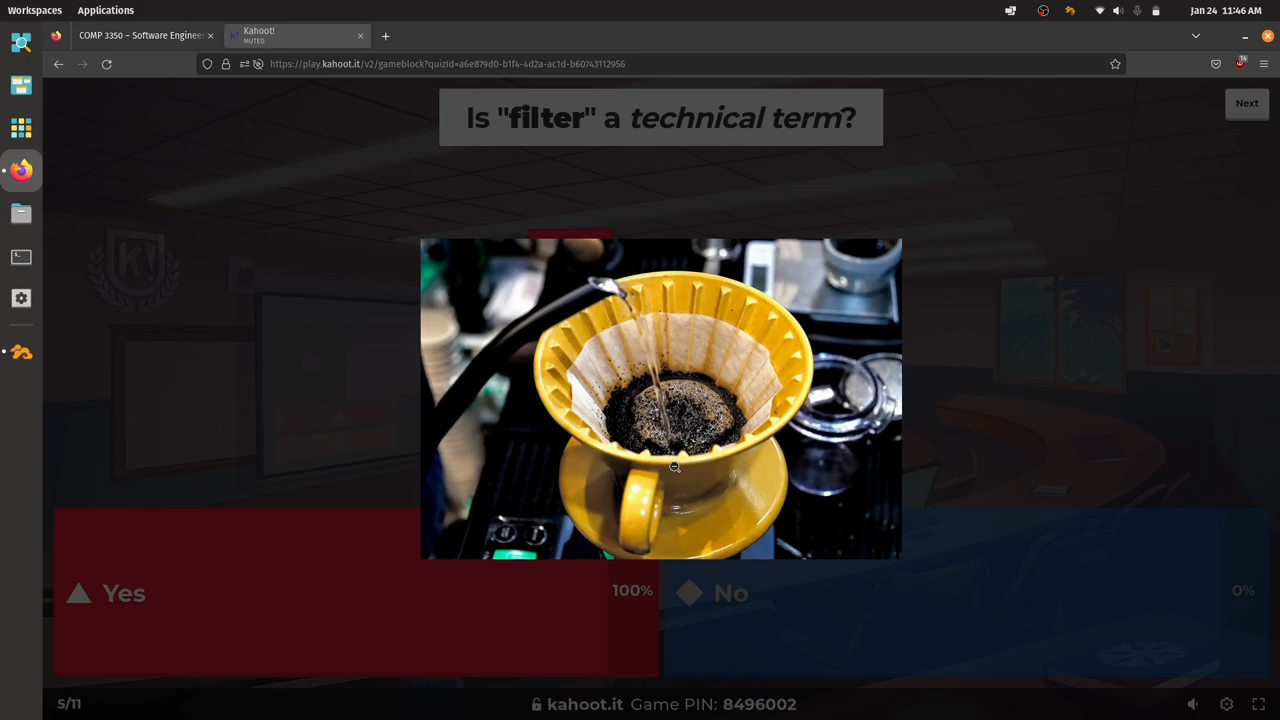 Workspaces Applications Jan 24 11:46 AM
COMP 3350 – Software Engineer
Kahoot!
MUTED
https://play.kahoot.it/v2/gameblock?quizId=a6e879d0-b1f4-4d2a-ac1d-b60743112956
14
Is "filter" a technical term?
Next
K!
Yes 100%
No 0%
5/11
kahoot.it Game PIN: 8496002